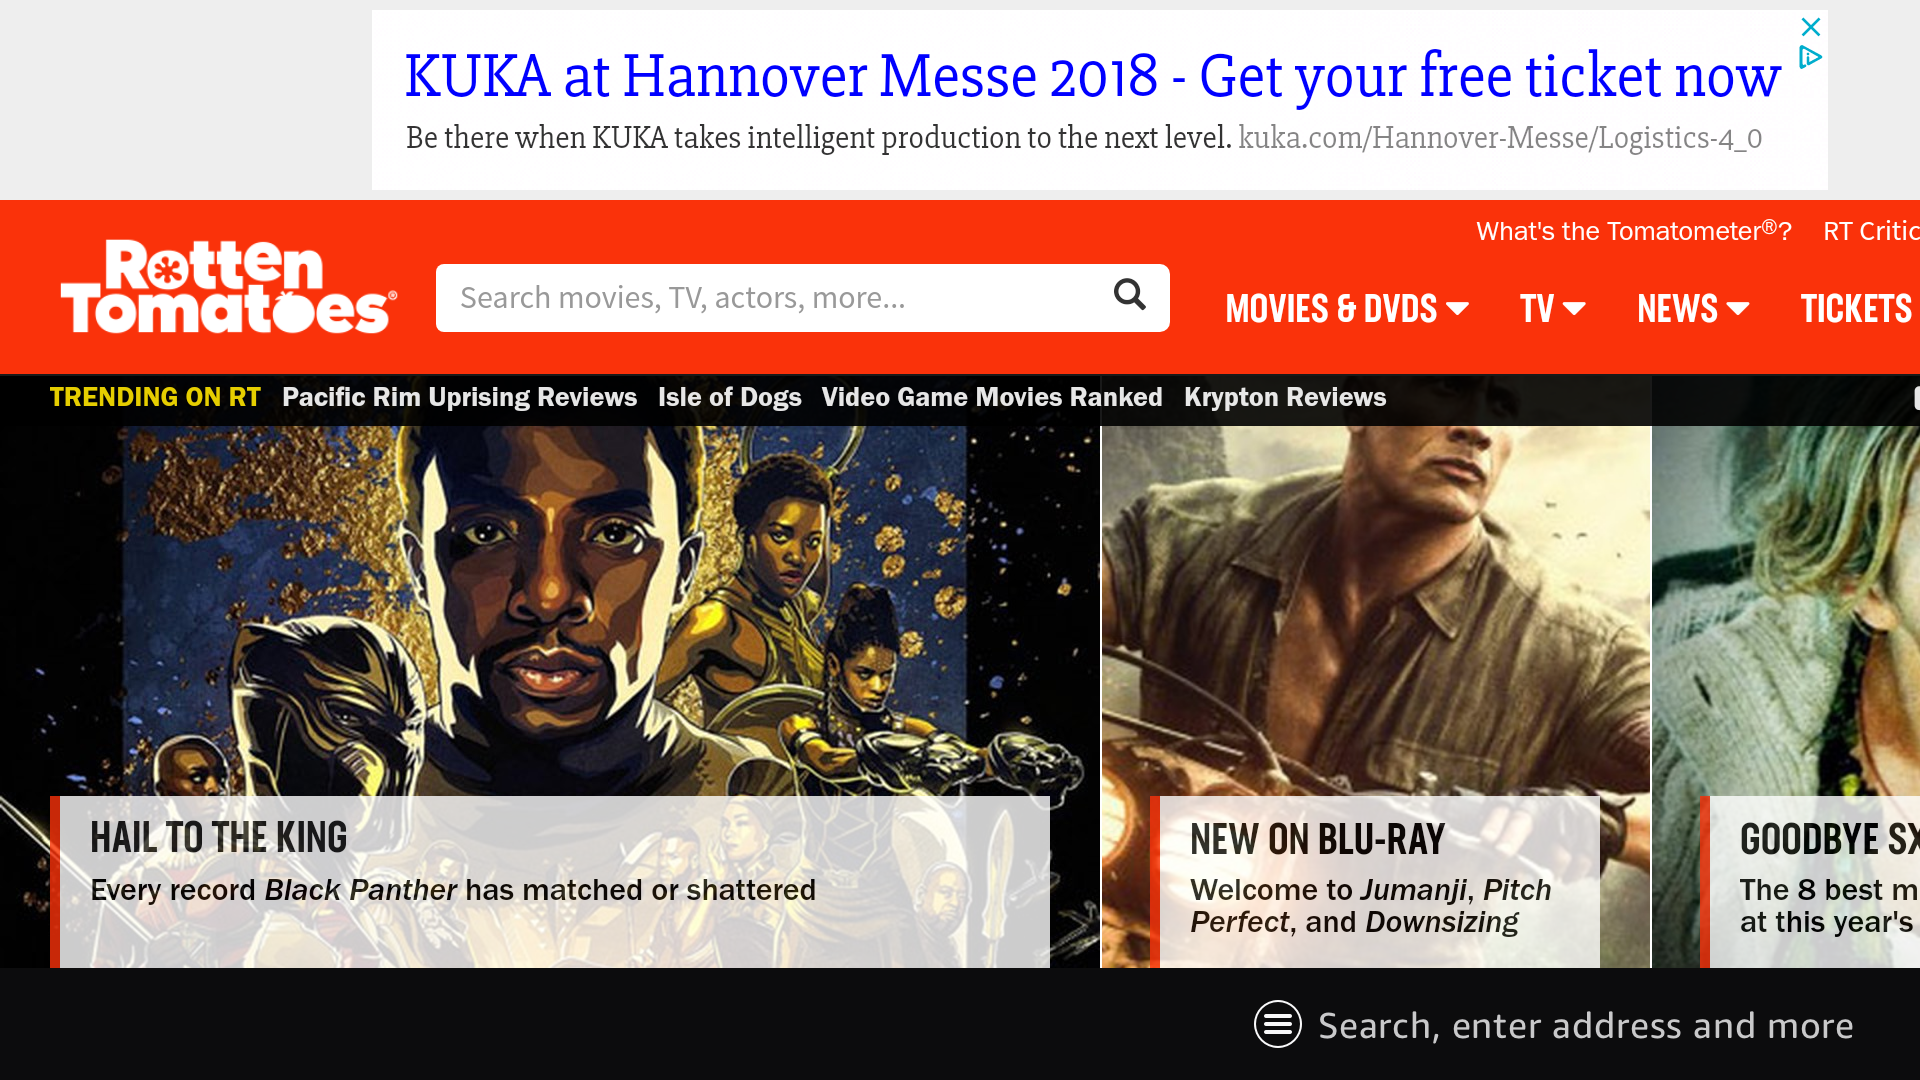 KUKA at Hannover Messe 2018 - Get your free ticket now
Be there when KUKA takes intelligent production to the next level. kuka.com/Hannover-Messe/Logistics-4_0
What's the Tomatometer®? RT Critic
Rotten
Tomatoes®
Search movies, TV, actors, more...
MOVIES & DVDS TV NEWS TICKETS
TRENDING ON RT Pacific Rim Uprising Reviews Isle of Dogs Video Game Movies Ranked Krypton Reviews
HAIL TO THE KING
Every record Black Panther has matched or shattered
NEW ON BLU-RAY
Welcome to Jumanji, Pitch
Perfect, and Downsizing
GOODBYE SX
The 8 best m
at this year's
Search, enter address and more